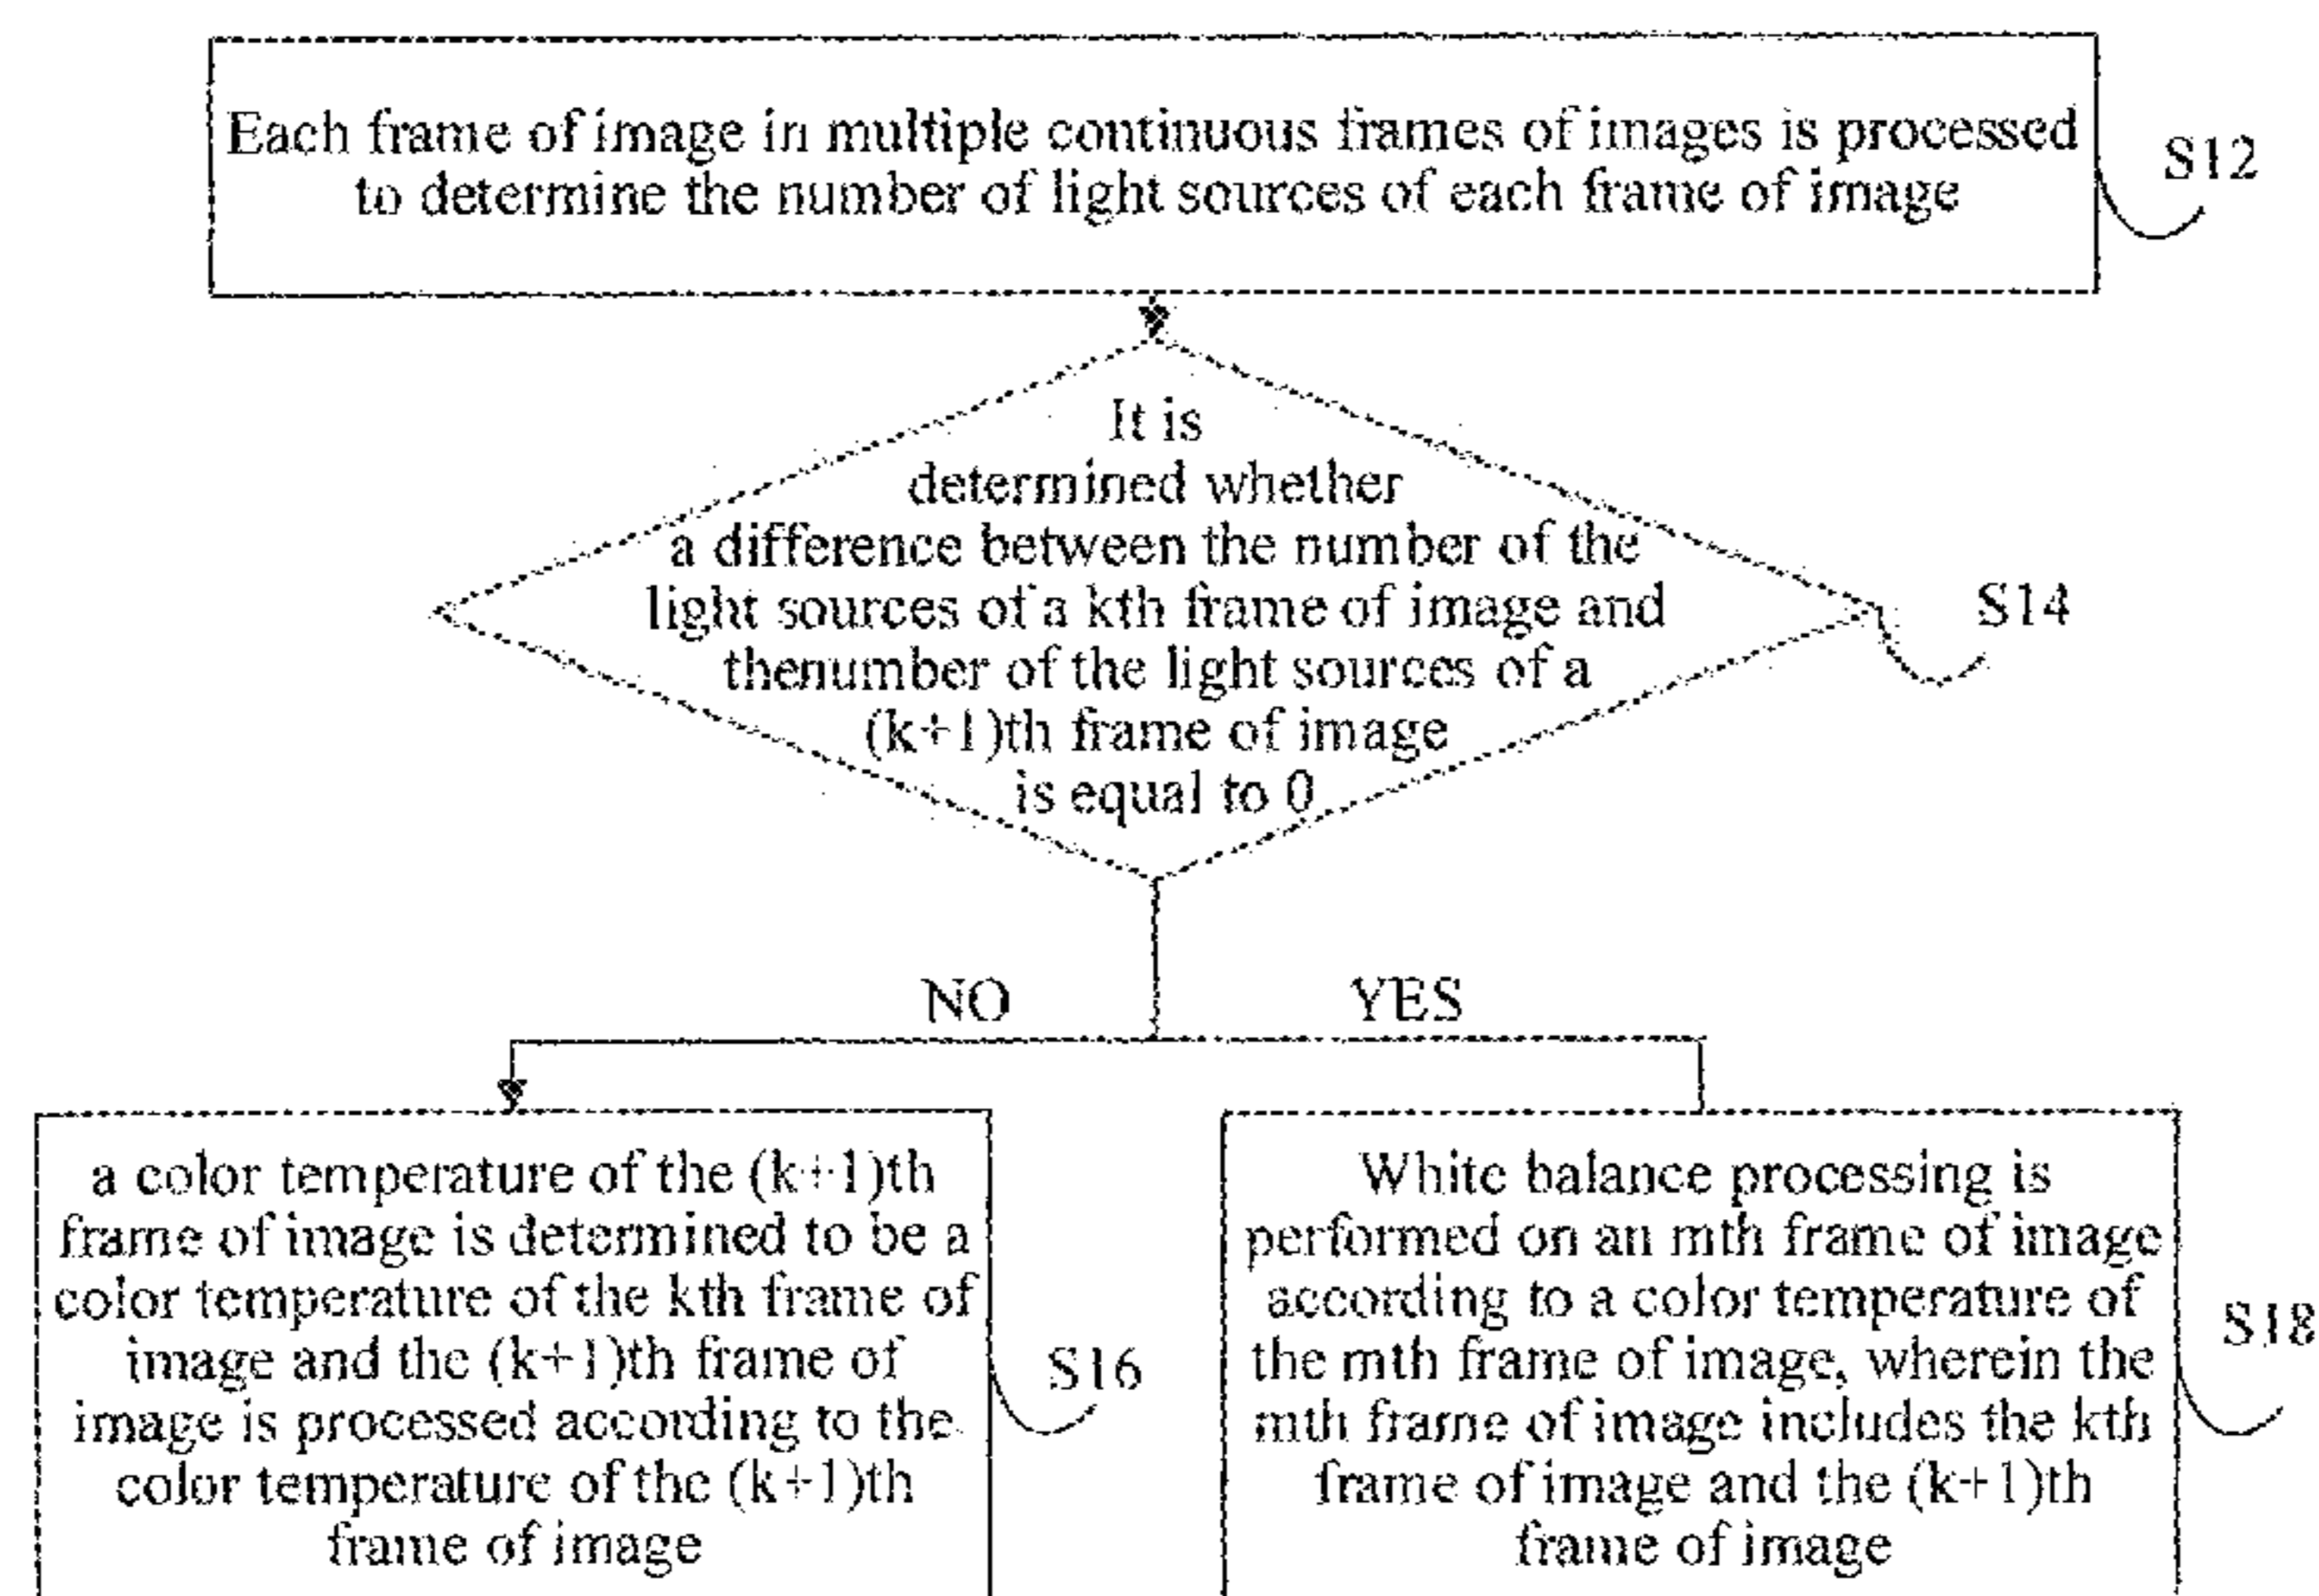 Each frame of image in multiple continuous frames of images is processed
to determine the number of light sources of each frame of image
S12
It is
determined whether
a difference between the number of the
light sources of a kth frame of image and
thenumber of the light sources of a
(k+1)th frame of image
is equal to 0
S14
NO
YES
a color temperature of the (k+1)th
frame of image is determined to be a
color temperature of the kth frame of
image and the (k+1)th frame of
image is processed according to the
color temperature of the (k+1)th
frame of image
S16
White balance processing is
performed on an mth frame of image
according to a color temperature of
the mth frame of image, wherein the
mth frame of image includes the kth
frame of image and the (k+1)th
frame of image
S18